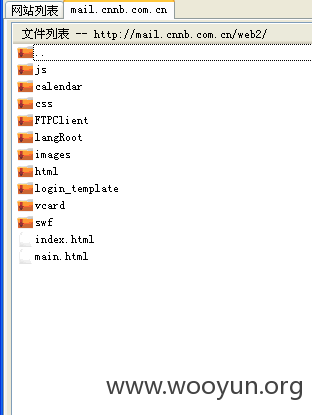 网站列表 mail.cnnb.com.cn
文件列表 -- http://mail.cnnb.com.cn/web2/
..
js
calendar
css
FTPClient
langRoot
images
html
login_template
vcard
swf
index.html
main.html
www.wooyun.org